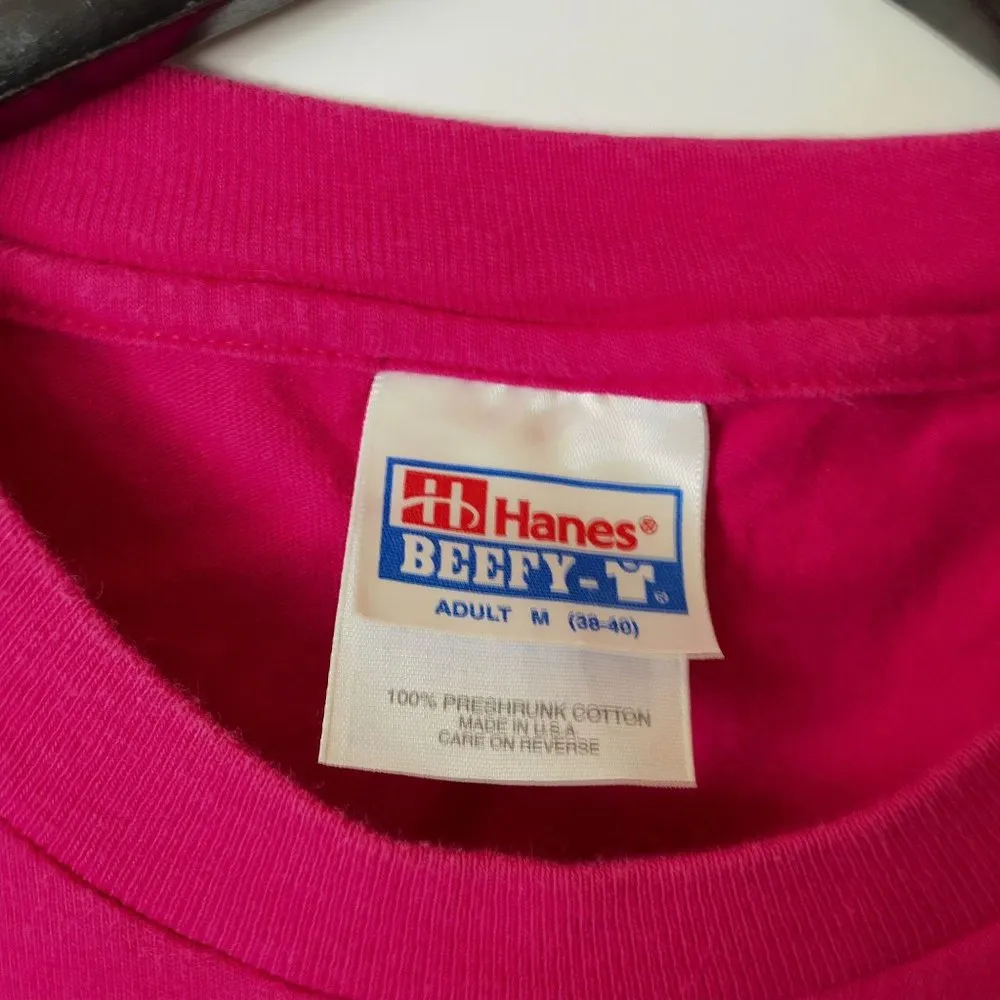 Hanes®
BEEFY-T®
ADULT M (38-40)
100% PRESHRUNK COTTON
MADE IN U.S.A.
CARE ON REVERSE